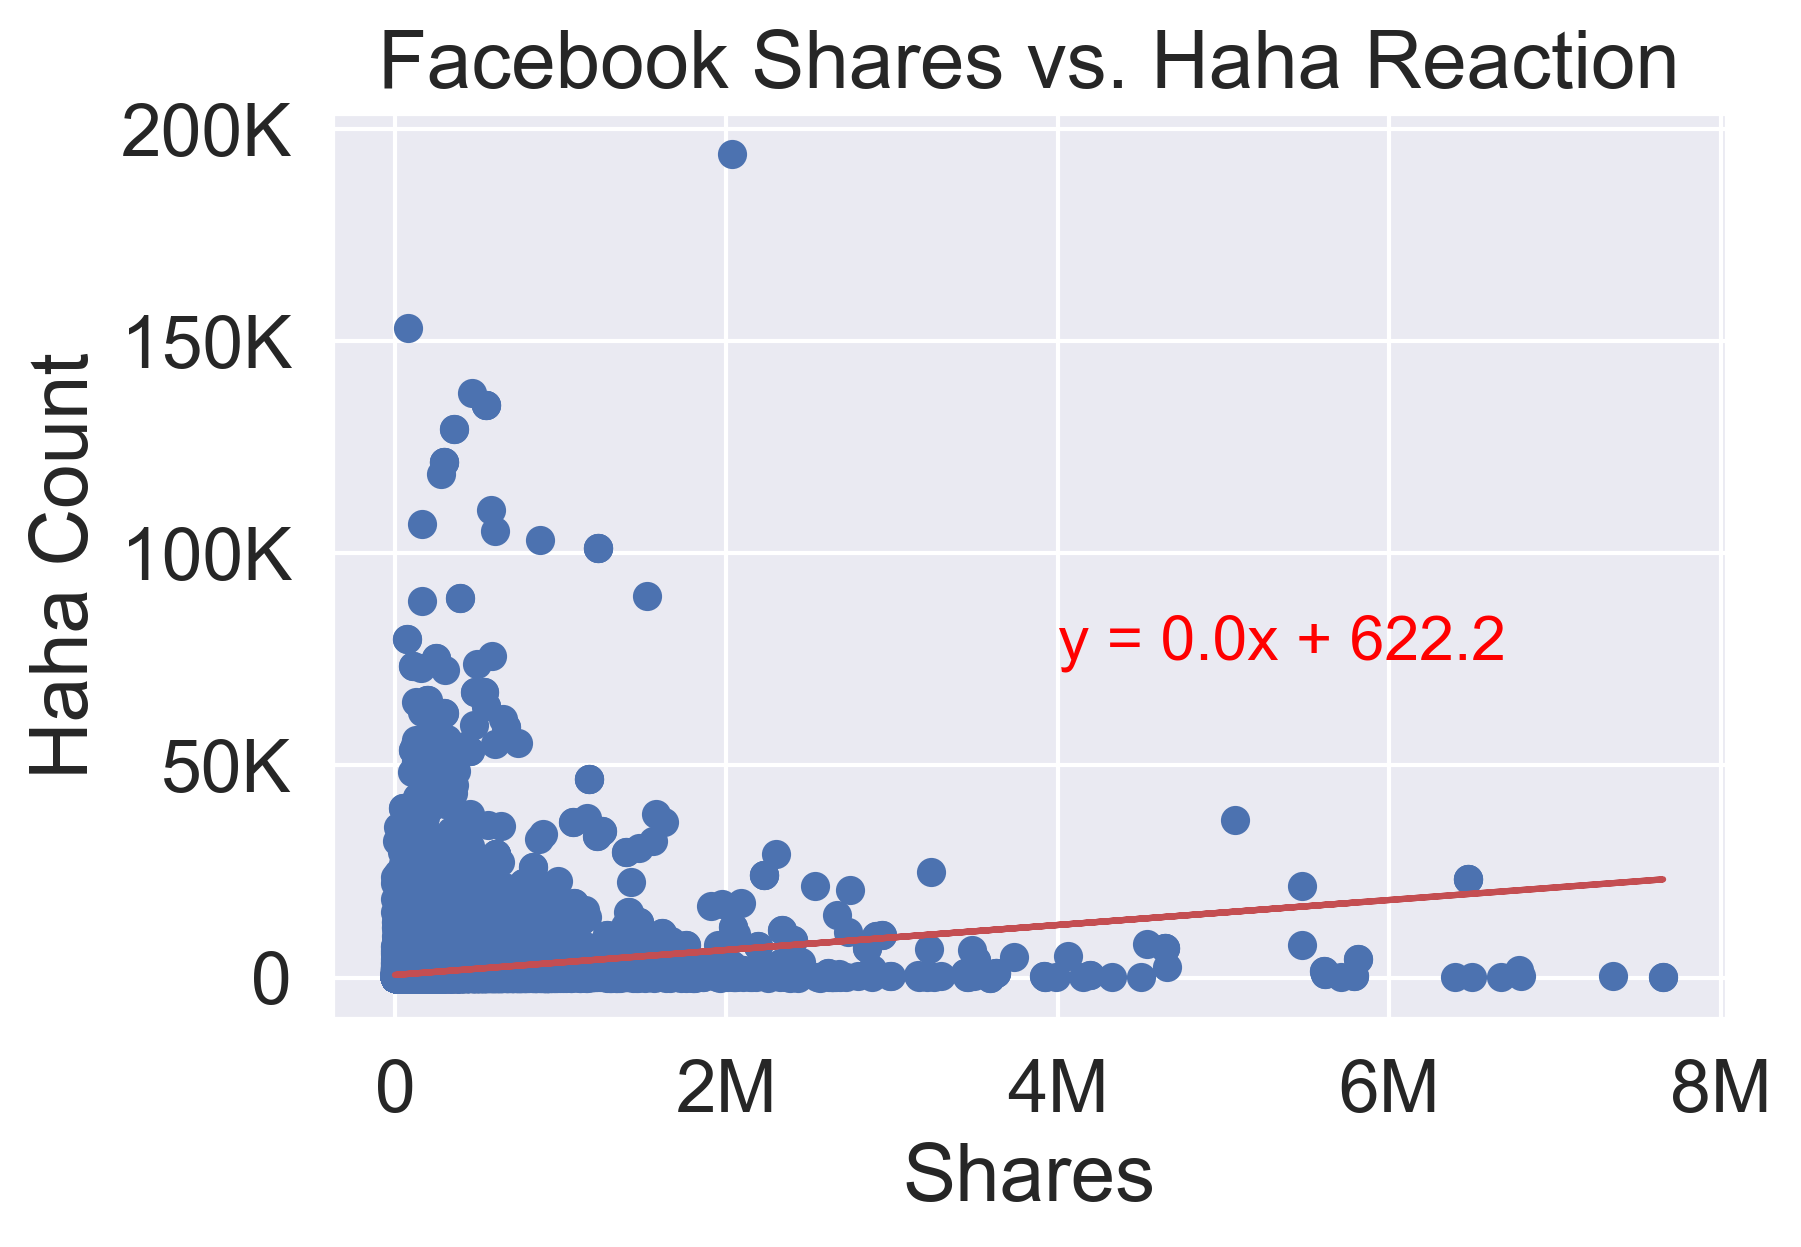 Facebook Shares vs. Haha Reaction
200K
150K
100K
50K
0
Haha Count
y = 0.0x + 622.2
0 2M 4M 6M 8M
Shares